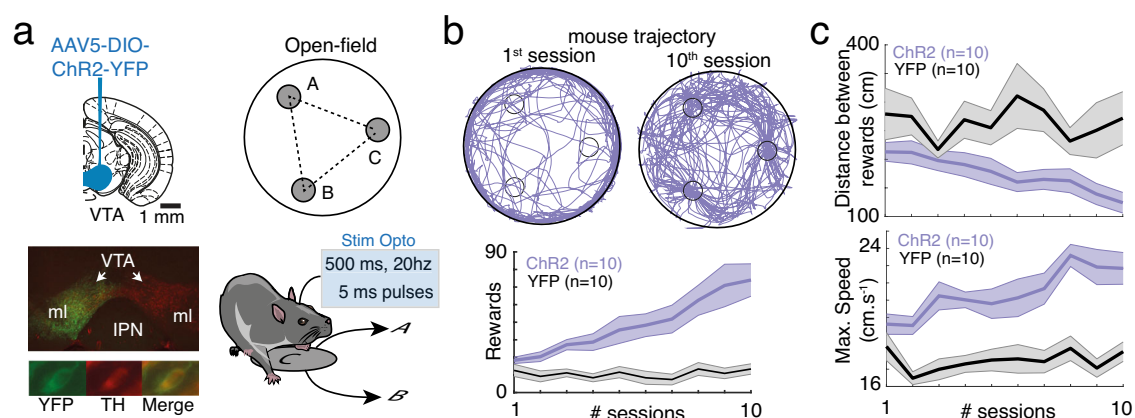 a
AAV5-DIO-
ChR2-YFP
VTA
1 mm
Open-field
A
B
C
VTA
ml
ml
IPN
YFP
TH
Merge
Stim Opto
500 ms, 20hz
5 ms pulses
A
B
b
mouse trajectory
1st session
10th session
90
ChR2 (n=10)
YFP (n=10)
Rewards
0
1
# sessions
10
c
400
ChR2 (n=10)
YFP (n=10)
Distance between
rewards (cm)
100
24
ChR2 (n=10)
YFP (n=10)
Max. Speed
(cm.s-1)
16
1
# sessions
10